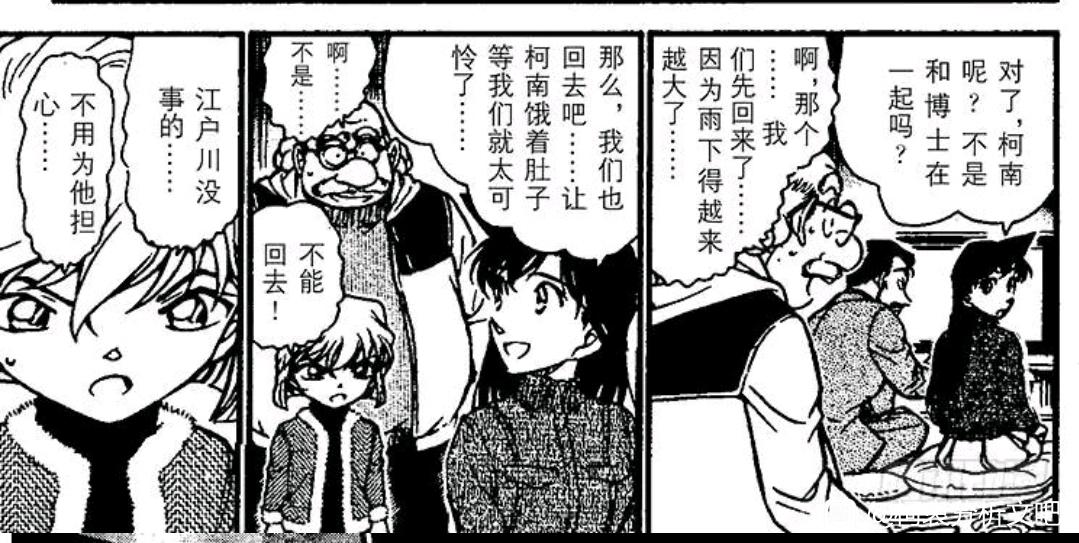 对了，柯南
呢？不是
和博士在
一起吗？
啊，那个
……我
们先回来了……
因为雨下得越来
越大了……
那么，我们也
回去吧……让
柯南饿着肚子
等我们就太可
怜了……
啊……
不是……
不能
回去！
江户川没
事的……
不用为他担
心……